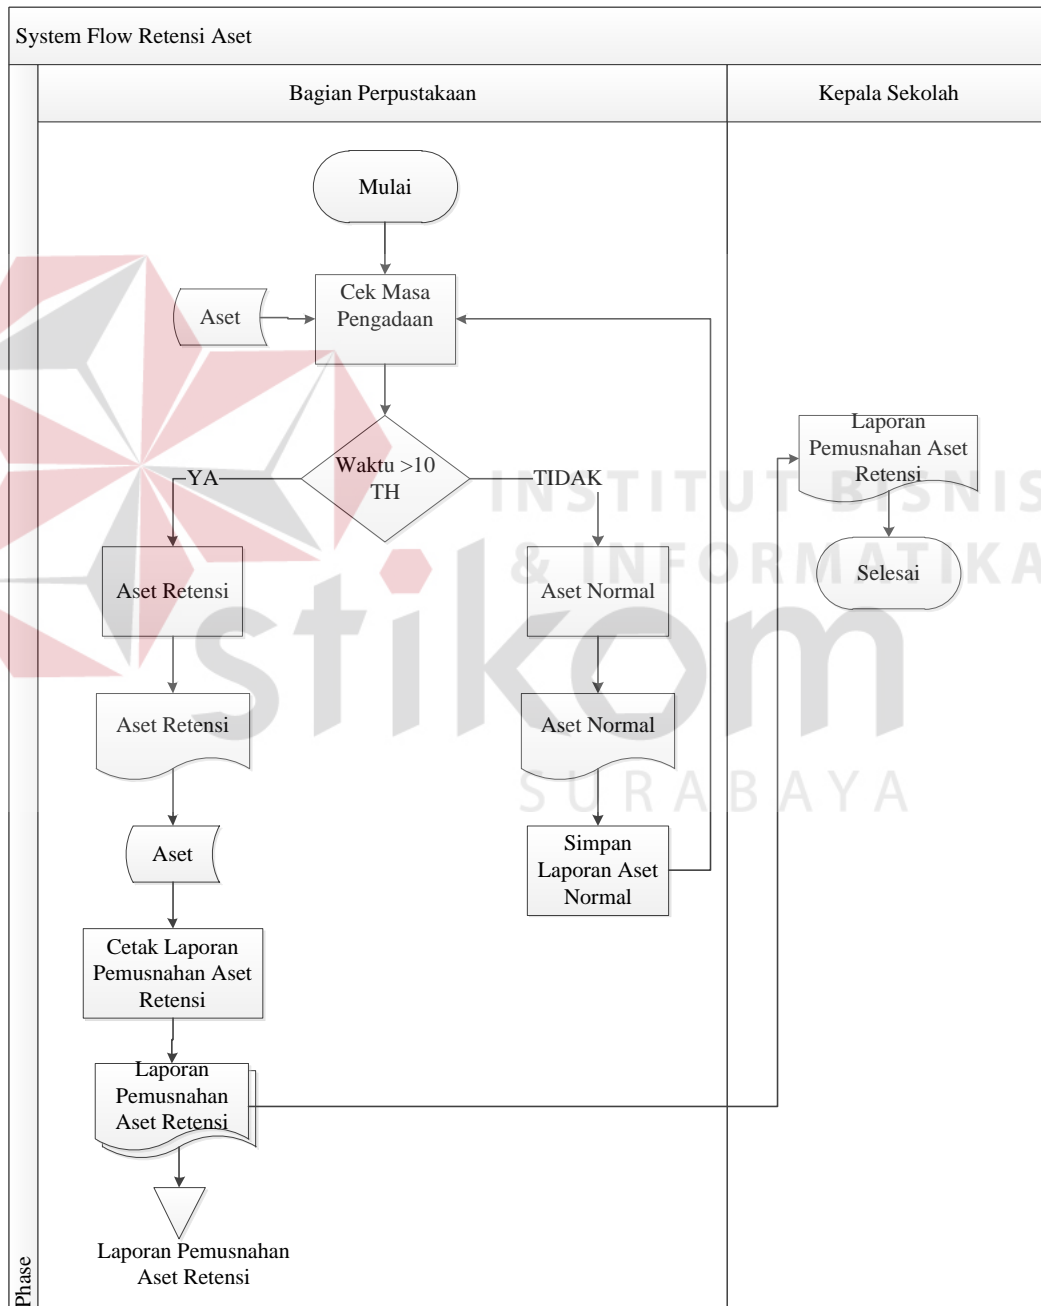 System Flow Retensi Aset
Bagian Perpustakaan
Kepala Sekolah
Mulai
Aset
Cek Masa
Pengadaan
Waktu >10
TH
YA
TIDAK
Aset Retensi
Aset Normal
Aset Retensi
Aset Normal
Aset
Simpan
Laporan Aset
Normal
Cetak Laporan
Pemusnahan Aset
Retensi
Laporan
Pemusnahan
Aset Retensi
Laporan Pemusnahan
Aset Retensi
Laporan
Pemusnahan Aset
Retensi
Selesai
Phase
INSTITUT BISNIS
& INFORMATIKA
stikom
SURABAYA